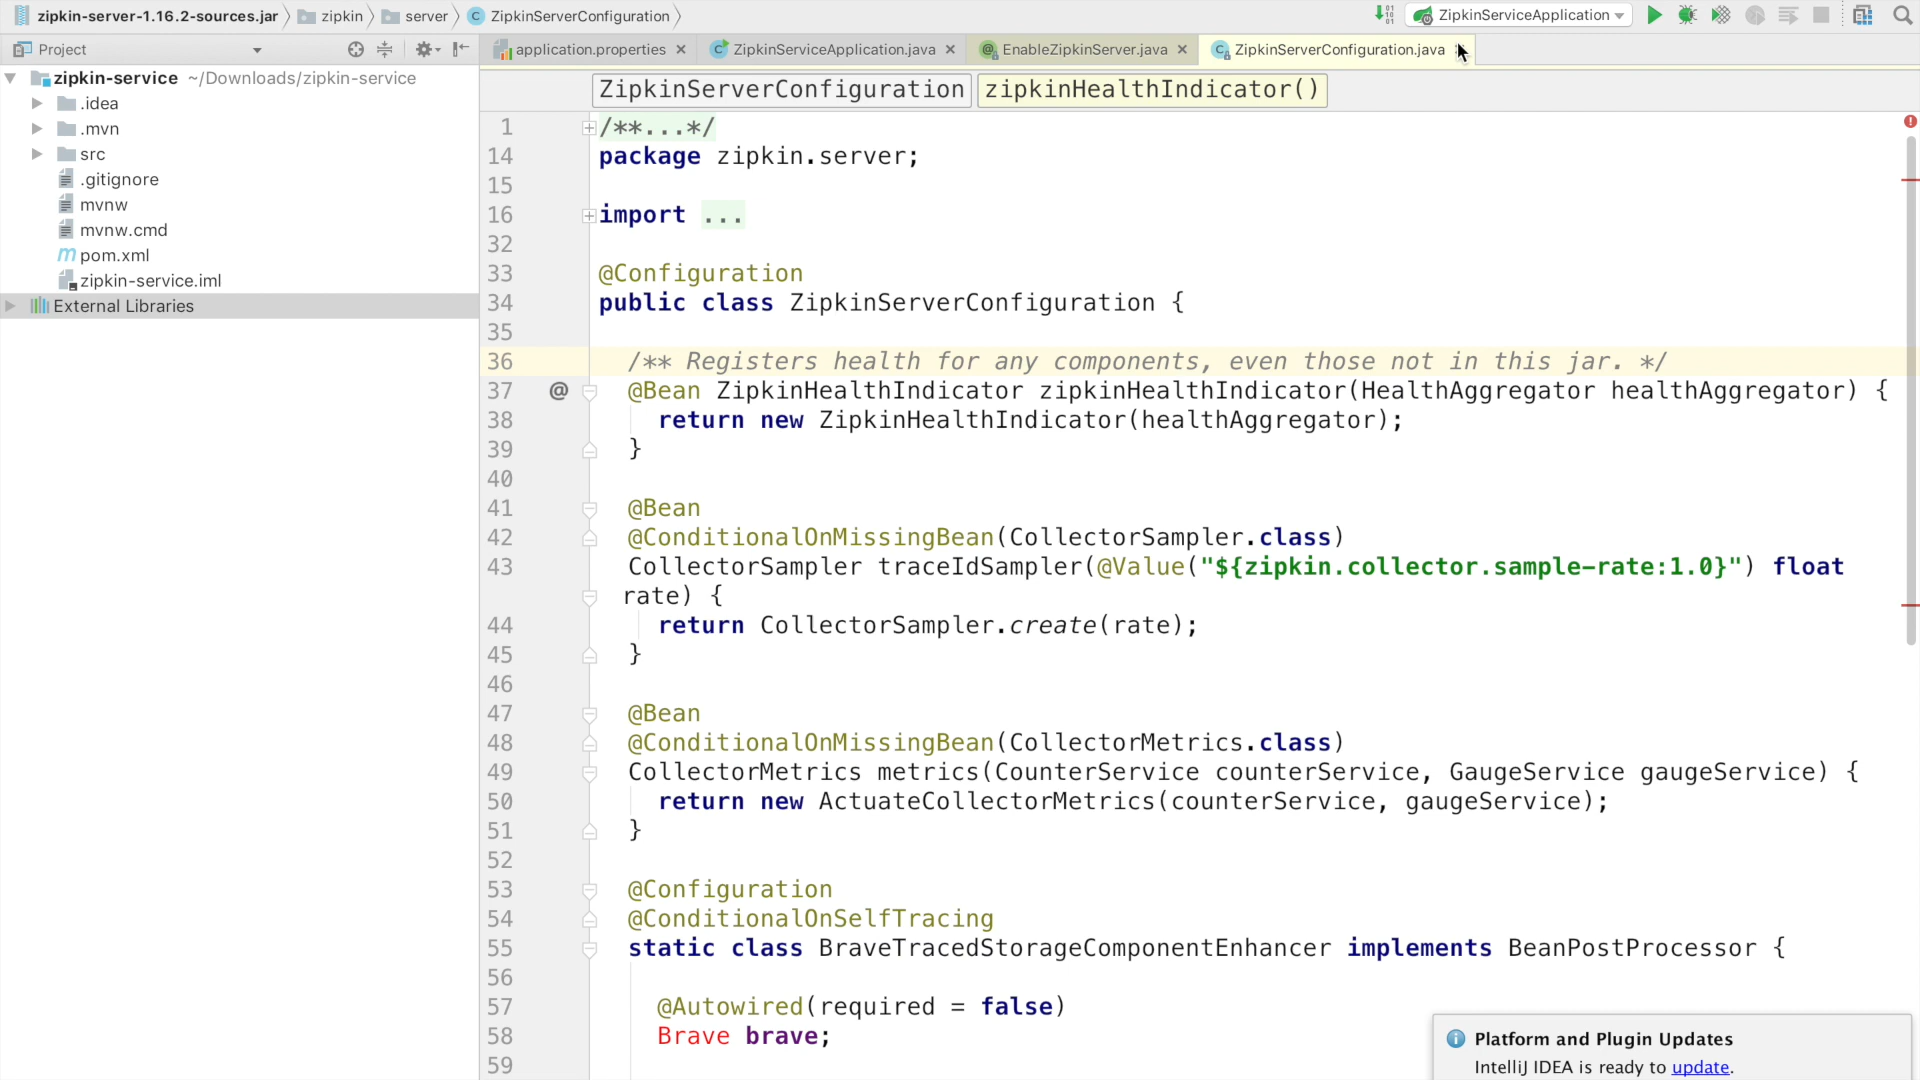 zipkin-server-1.16.2-sources.jar zipkin server ZipkinServerConfiguration ZipkinServiceApplication
Project application.properties ZipkinServiceApplication.java EnableZipkinServer.java ZipkinServerConfiguration.java
zipkin-service ~/Downloads/zipkin-service
.idea
.mvn
src
.gitignore
mvnw
mvnw.cmd
pom.xml
zipkin-service.iml
External Libraries
ZipkinServerConfiguration zipkinHealthIndicator()
1 /**...*/
14 package zipkin.server;
15
16 import ...
32
33 @Configuration
34 public class ZipkinServerConfiguration {
35
36 /** Registers health for any components, even those not in this jar. */
37 @ @Bean ZipkinHealthIndicator zipkinHealthIndicator(HealthAggregator healthAggregator) {
38 return new ZipkinHealthIndicator(healthAggregator);
39 }
40
41 @Bean
42 @ConditionalOnMissingBean(CollectorSampler.class)
43 CollectorSampler traceIdSampler(@Value("${zipkin.collector.sample-rate:1.0}") float
rate) {
44 return CollectorSampler.create(rate);
45 }
46
47 @Bean
48 @ConditionalOnMissingBean(CollectorMetrics.class)
49 CollectorMetrics metrics(CounterService counterService, GaugeService gaugeService) {
50 return new ActuateCollectorMetrics(counterService, gaugeService);
51 }
52
53 @Configuration
54 @ConditionalOnSelfTracing
55 static class BraveTracedStorageComponentEnhancer implements BeanPostProcessor {
56
57 @Autowired(required = false)
58 Brave brave;
59
Platform and Plugin Updates
IntelliJ IDEA is ready to update.